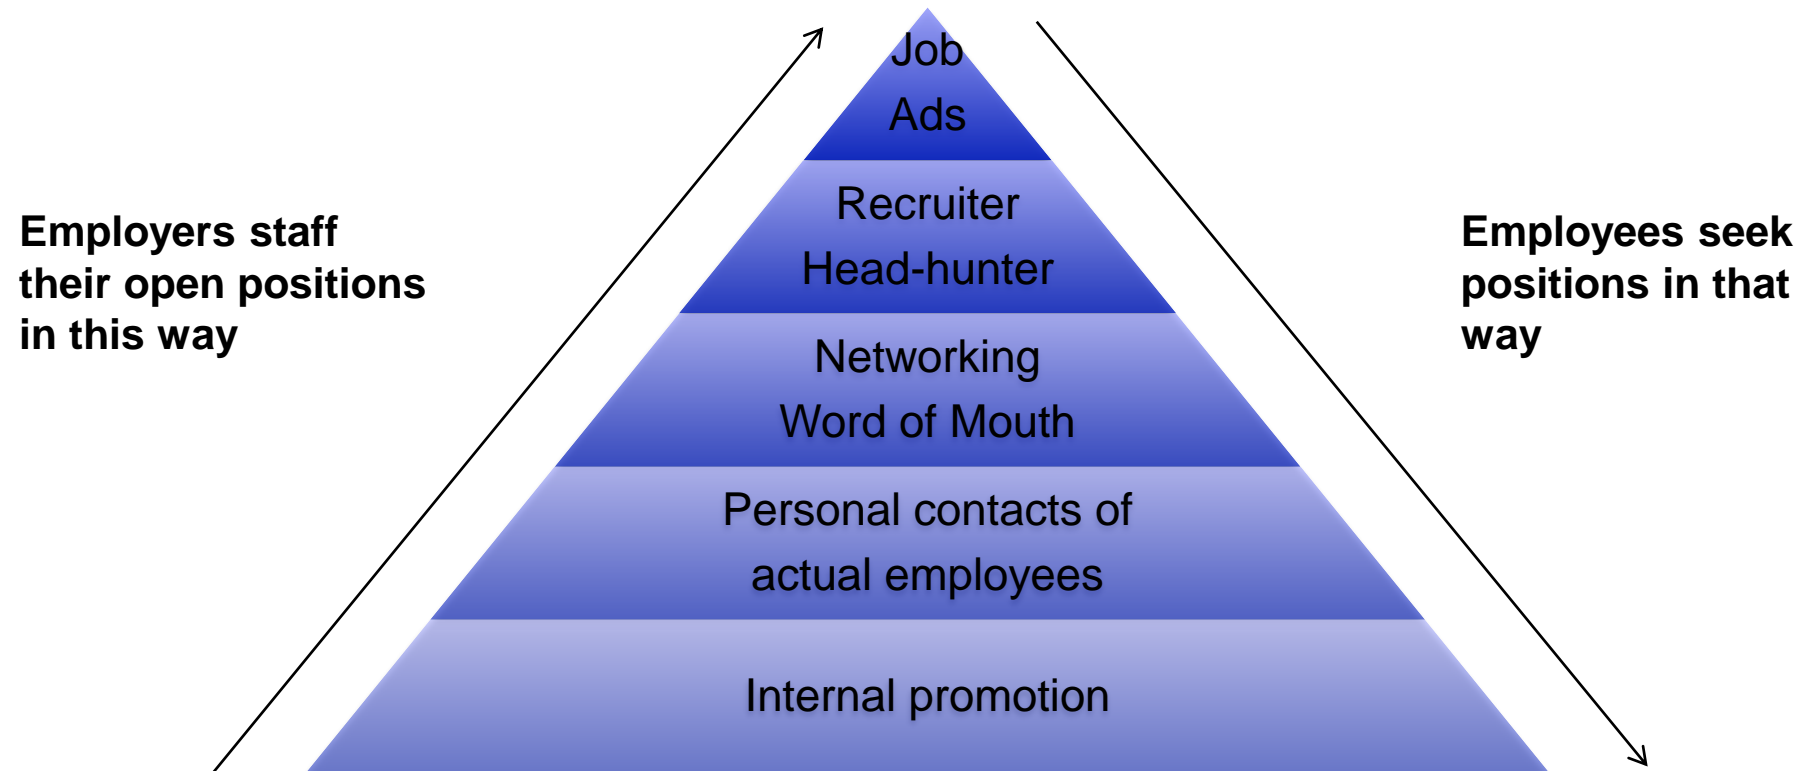 Job
Ads
Recruiter
Head-hunter
Networking
Word of Mouth
Personal contacts of
actual employees
Internal promotion
Employers staff
their open positions
in this way
Employees seek
positions in that
way